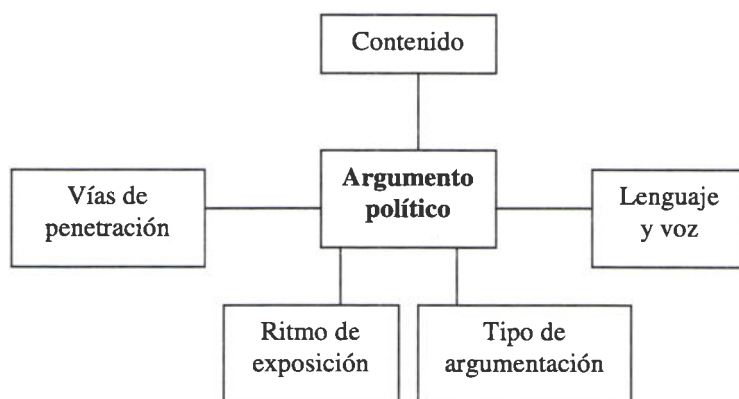 Contenido
Argumento
político
Vías de
penetración
Lenguaje
y voz
Ritmo de
exposición
Tipo de
argumentación